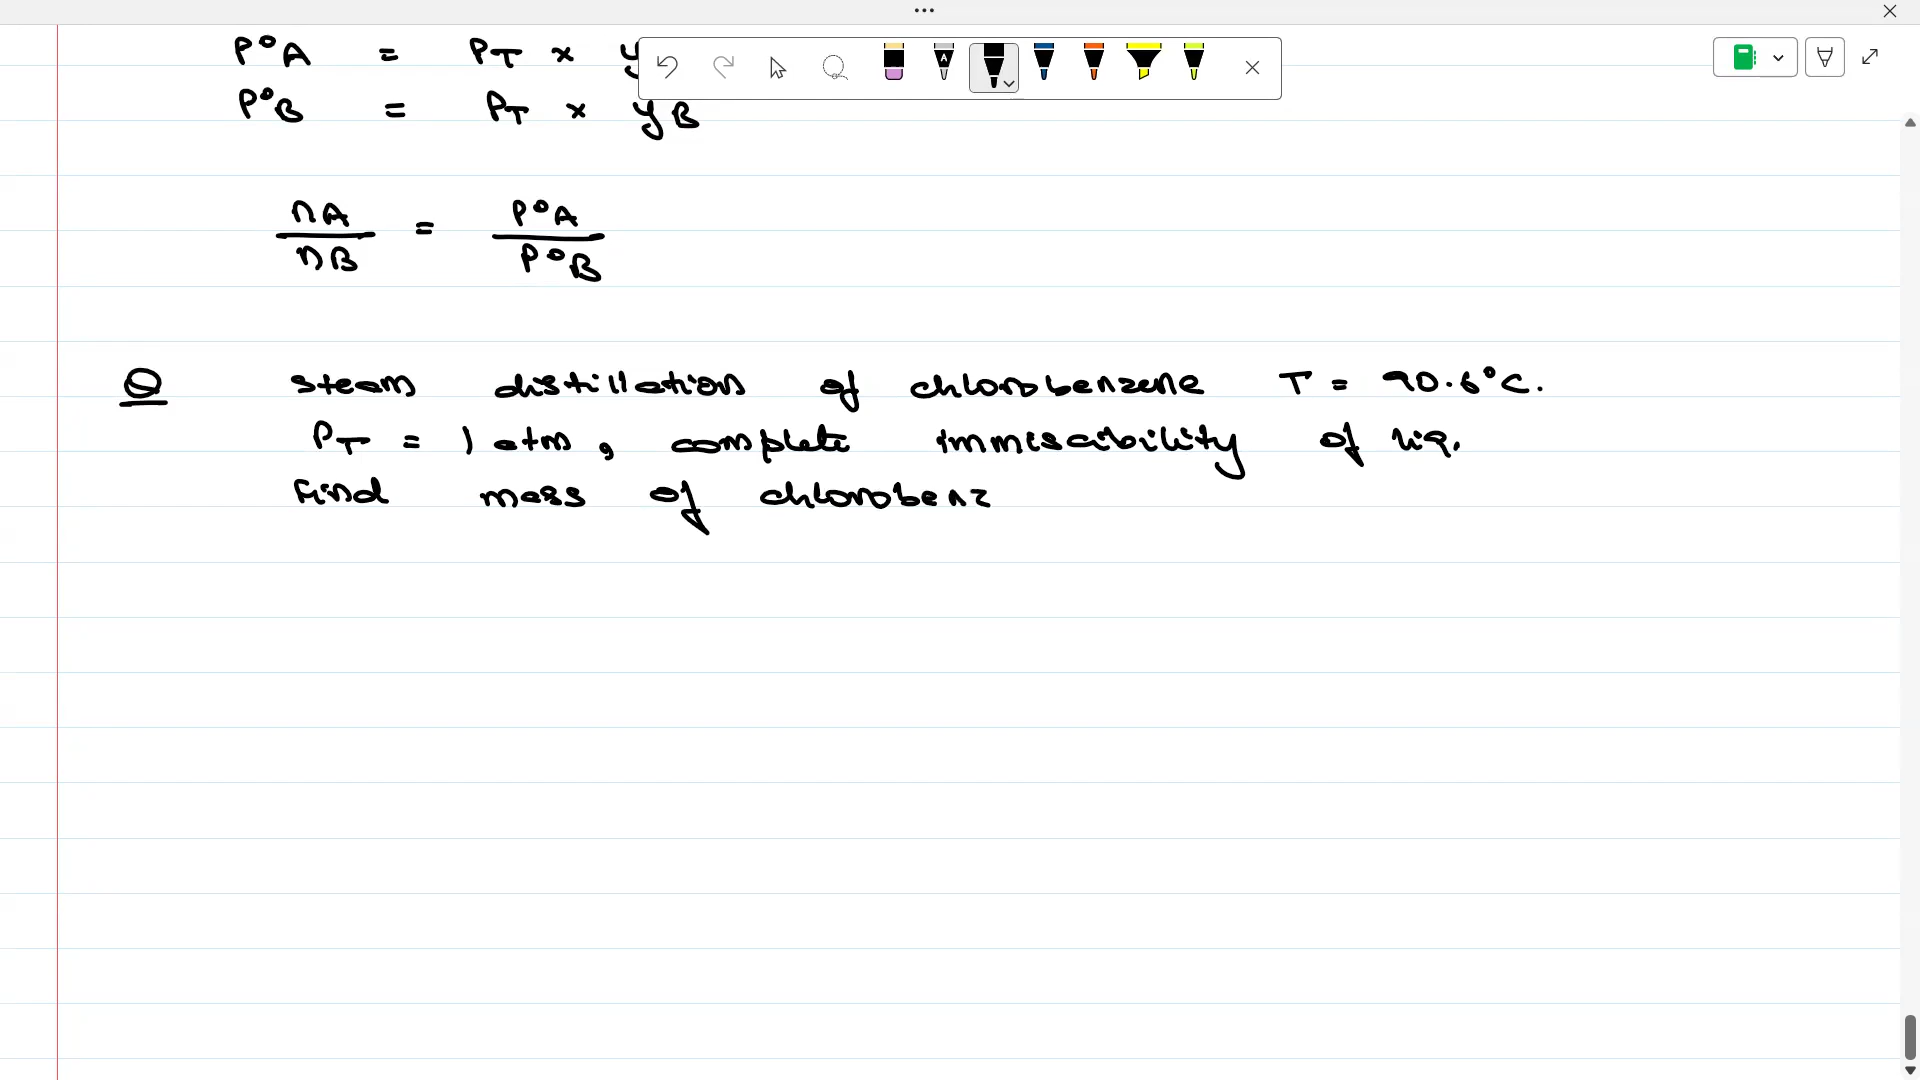 P°A = PT × y
P°B = PT × yB
nA / nB = P°A / P°B
Q Steam distillation of chlorobenzene T = 90.6°C.
PT = 1 atm, complete immiscibility of liq.
Find mass of chlorobenz